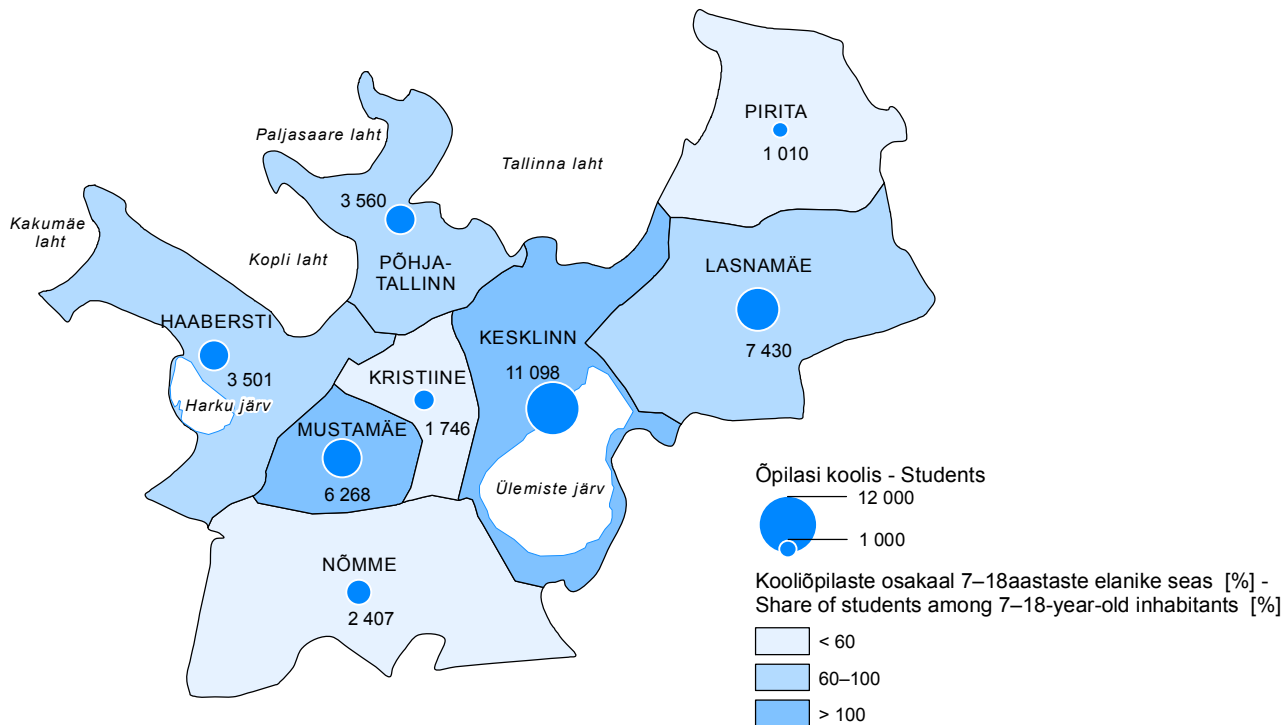 PIRITA
1 010
Paljasaare laht
Tallinna laht
3 560
PÕHJA-
TALLINN
Kakumäe
laht
Kopli laht
LASNAMÄE
7 430
HAABERSTI
3 501
Harku järv
KESKLINN
11 098
KRISTIINE
1 746
MUSTAMÄE
6 268
Ülemiste järv
NÕMME
2 407
Õpilasi koolis - Students
12 000
1 000
Kooliõpilaste osakaal 7–18aastaste elanike seas [%] -
Share of students among 7–18-year-old inhabitants [%]
< 60
60–100
> 100